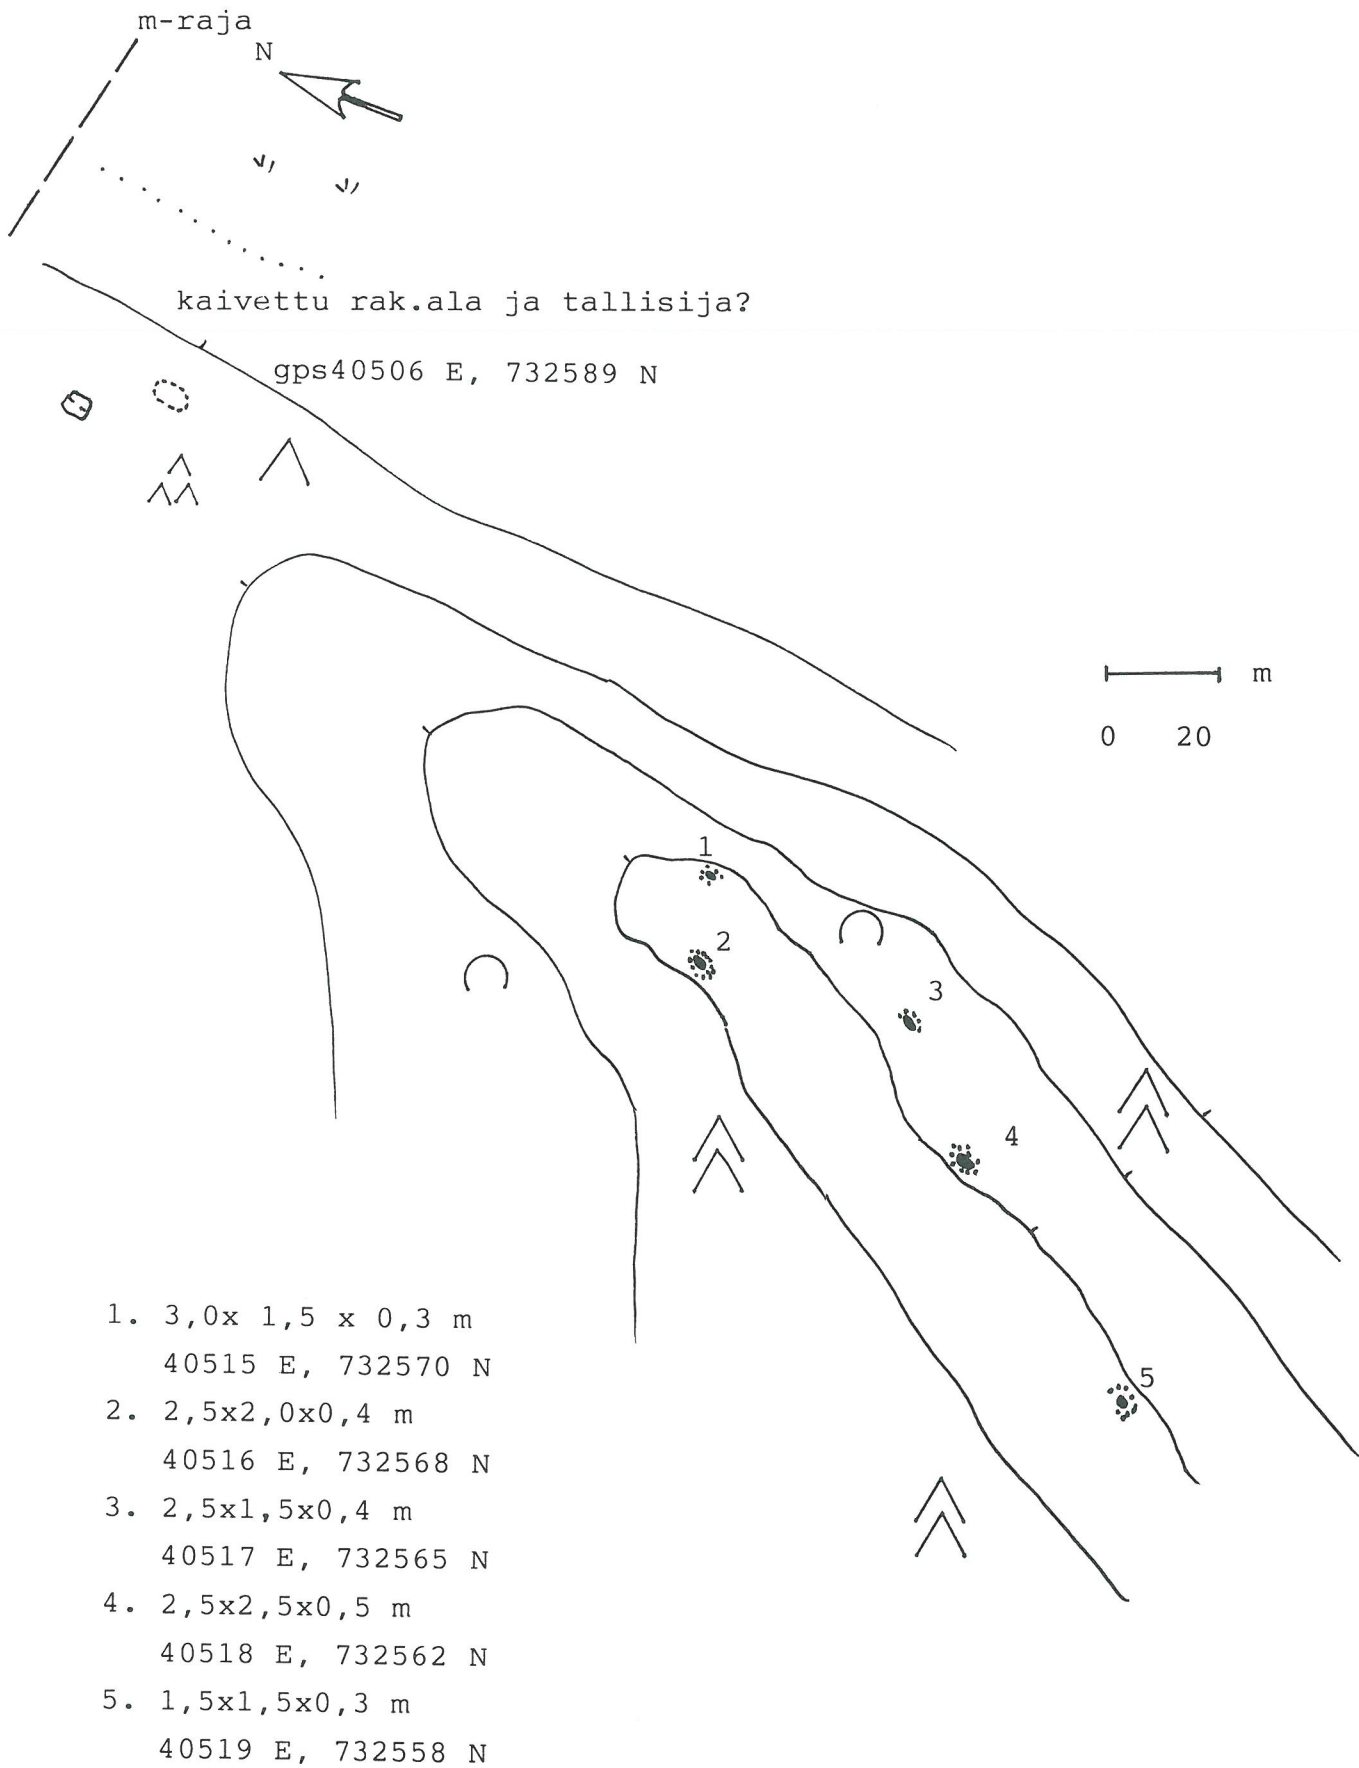 m-raja
N
kaivettu rak.ala ja tallisija?
gps40506 E, 732589 N
m
0 20
1
2
3
4
5
1. 3,0x 1,5 x 0,3 m
40515 E, 732570 N
2. 2,5x2,0x0,4 m
40516 E, 732568 N
3. 2,5x1,5x0,4 m
40517 E, 732565 N
4. 2,5x2,5x0,5 m
40518 E, 732562 N
5. 1,5x1,5x0,3 m
40519 E, 732558 N